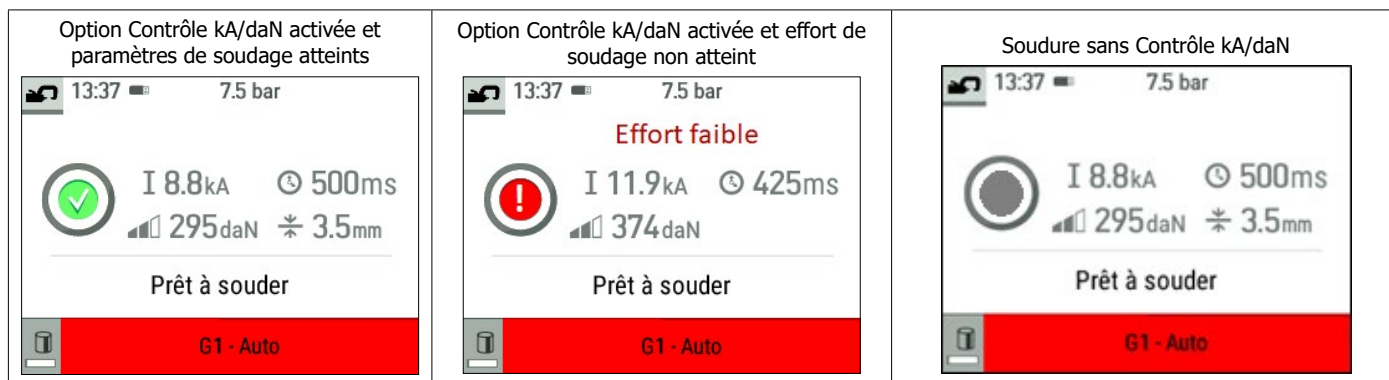 Option Contrôle kA/daN activée et
paramètres de soudage atteints
13:37 7.5 bar
I 8.8kA 500ms
295daN 3.5mm
Prêt à souder
G1 - Auto
Option Contrôle kA/daN activée et effort de
soudage non atteint
13:37 7.5 bar
Effort faible
I 11.9kA 425ms
374daN
Prêt à souder
G1 - Auto
Soudure sans Contrôle kA/daN
13:37 7.5 bar
I 8.8kA 500ms
295daN 3.5mm
Prêt à souder
G1 - Auto